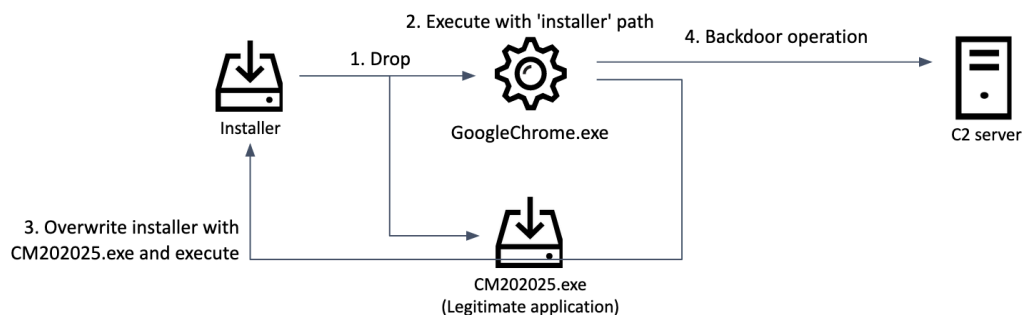 2. Execute with 'installer' path
4. Backdoor operation
1. Drop
Installer
GoogleChrome.exe
C2 server
3. Overwrite installer with
CM202025.exe and execute
CM202025.exe
(Legitimate application)